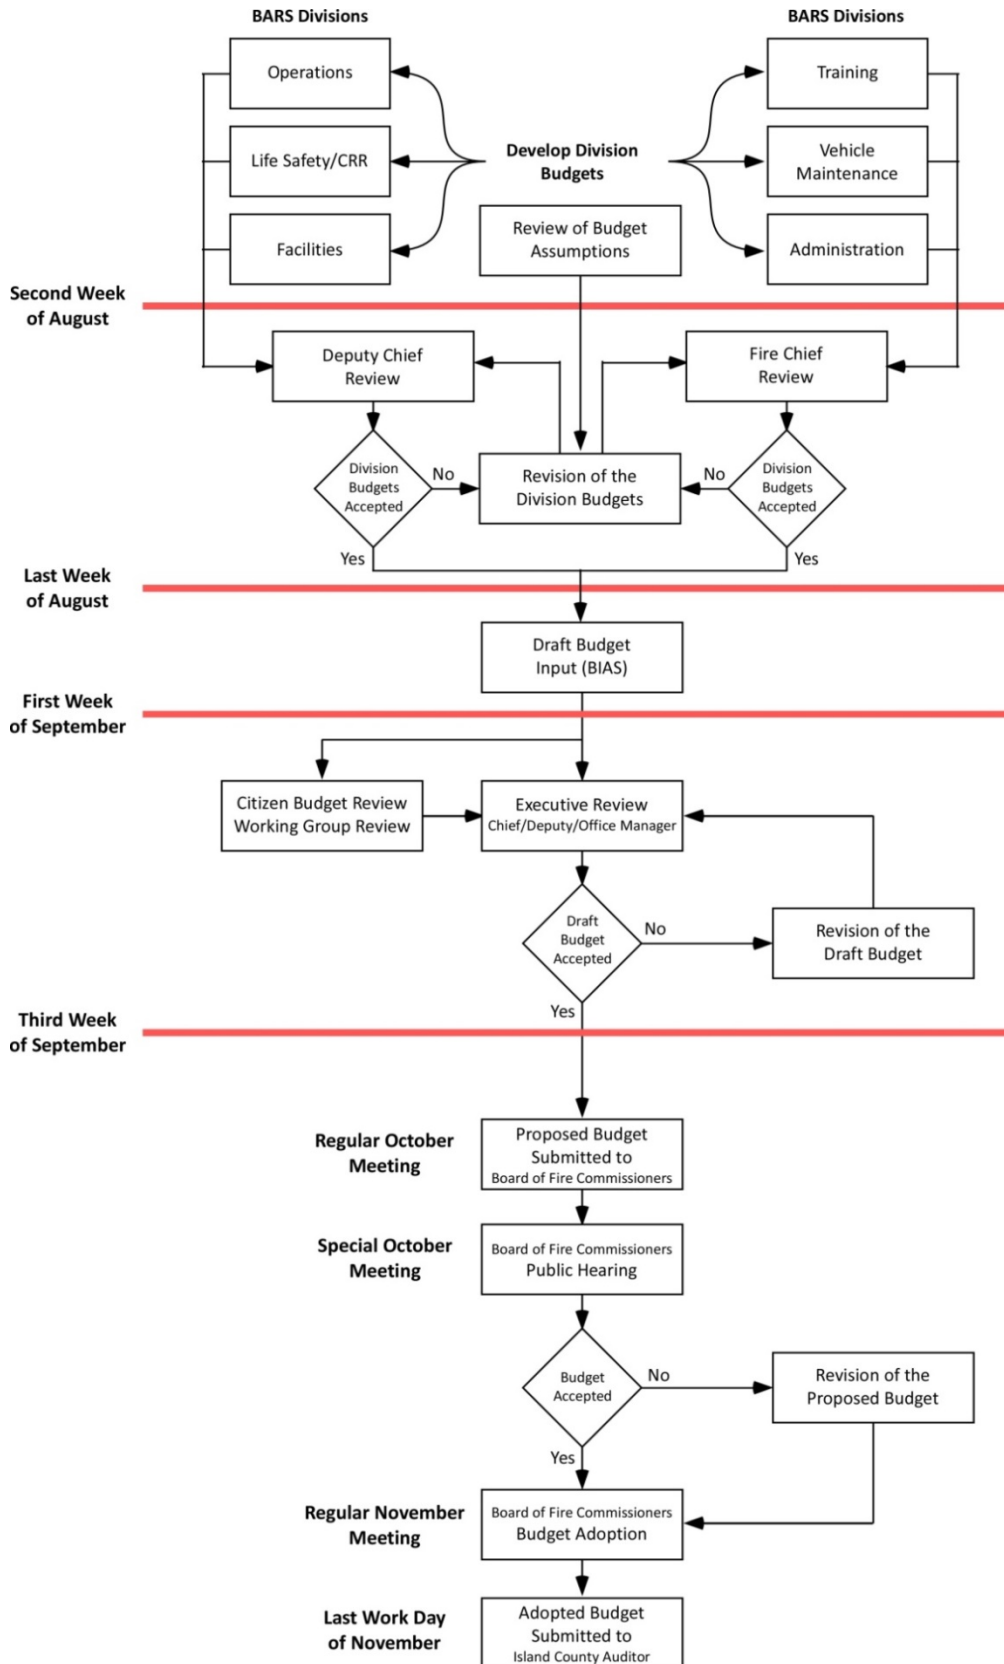 BARS Divisions
BARS Divisions
Operations
Training
Develop Division
Budgets
Life Safety/CRR
Vehicle
Maintenance
Review of Budget
Assumptions
Facilities
Administration
Second Week
of August
Deputy Chief
Review
Fire Chief
Review
Division
Budgets
Accepted
No
Revision of the
Division Budgets
No
Division
Budgets
Accepted
Yes
Yes
Last Week
of August
Draft Budget
Input (BIAS)
First Week
of September
Citizen Budget Review
Working Group Review
Executive Review
Chief/Deputy/Office Manager
Draft
Budget
Accepted
No
Revision of the
Draft Budget
Yes
Third Week
of September
Regular October
Meeting
Proposed Budget
Submitted to
Board of Fire Commissioners
Special October
Meeting
Board of Fire Commissioners
Public Hearing
Budget
Accepted
No
Revision of the
Proposed Budget
Yes
Regular November
Meeting
Board of Fire Commissioners
Budget Adoption
Last Work Day
of November
Adopted Budget
Submitted to
Island County Auditor